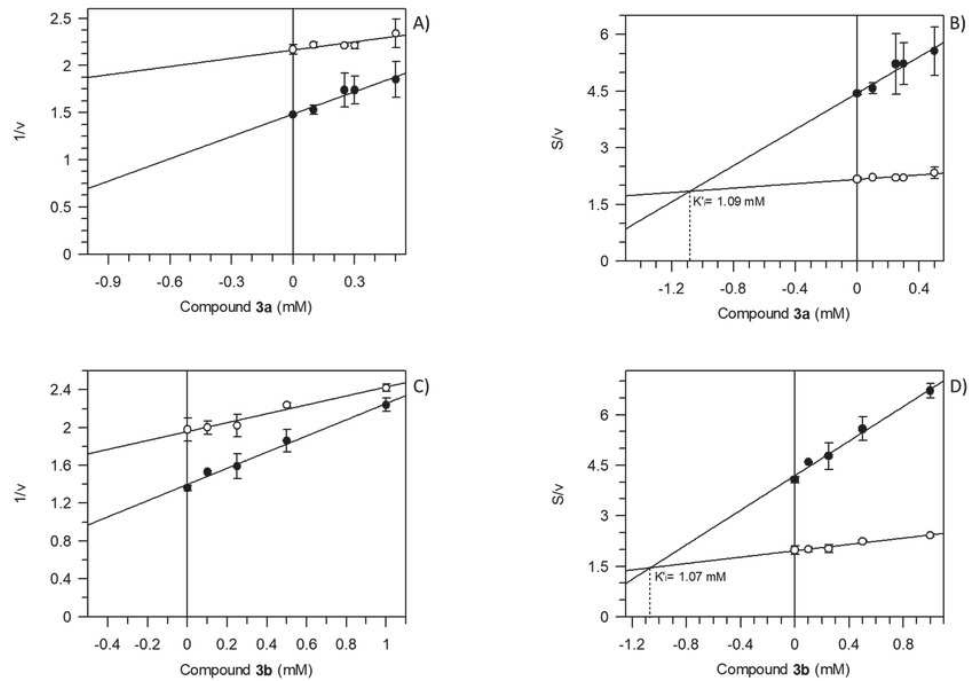 A)
2.5
2
1.5
1
0.5
0
1/v
-0.9 -0.6 -0.3 0 0.3
Compound 3a (mM)
B)
6
4.5
3
1.5
0
S/v
K'i= 1.09 mM
-1.2 -0.8 -0.4 0 0.4
Compound 3a (mM)
C)
2.4
2
1.6
1.2
0.8
0.4
0
1/v
-0.4 -0.2 0 0.2 0.4 0.6 0.8 1
Compound 3b (mM)
D)
6
4.5
3
1.5
0
S/v
K'i= 1.07 mM
-1.2 -0.8 -0.4 0 0.4 0.8
Compound 3b (mM)